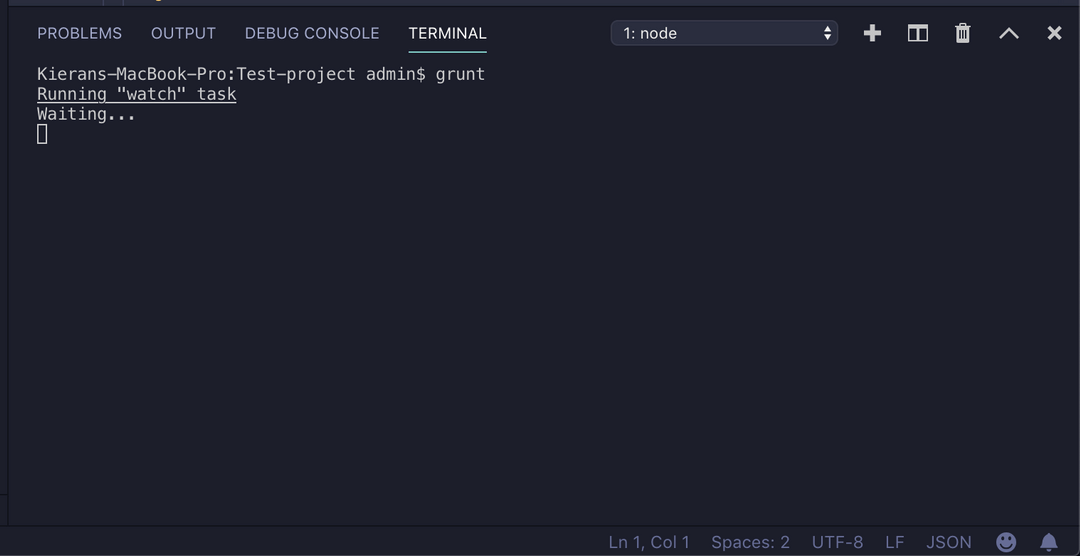 PROBLEMS OUTPUT DEBUG CONSOLE TERMINAL 1: node
Kierans-MacBook-Pro:Test-project admin$ grunt
Running "watch" task
Waiting...
Ln 1, Col 1 Spaces: 2 UTF-8 LF JSON